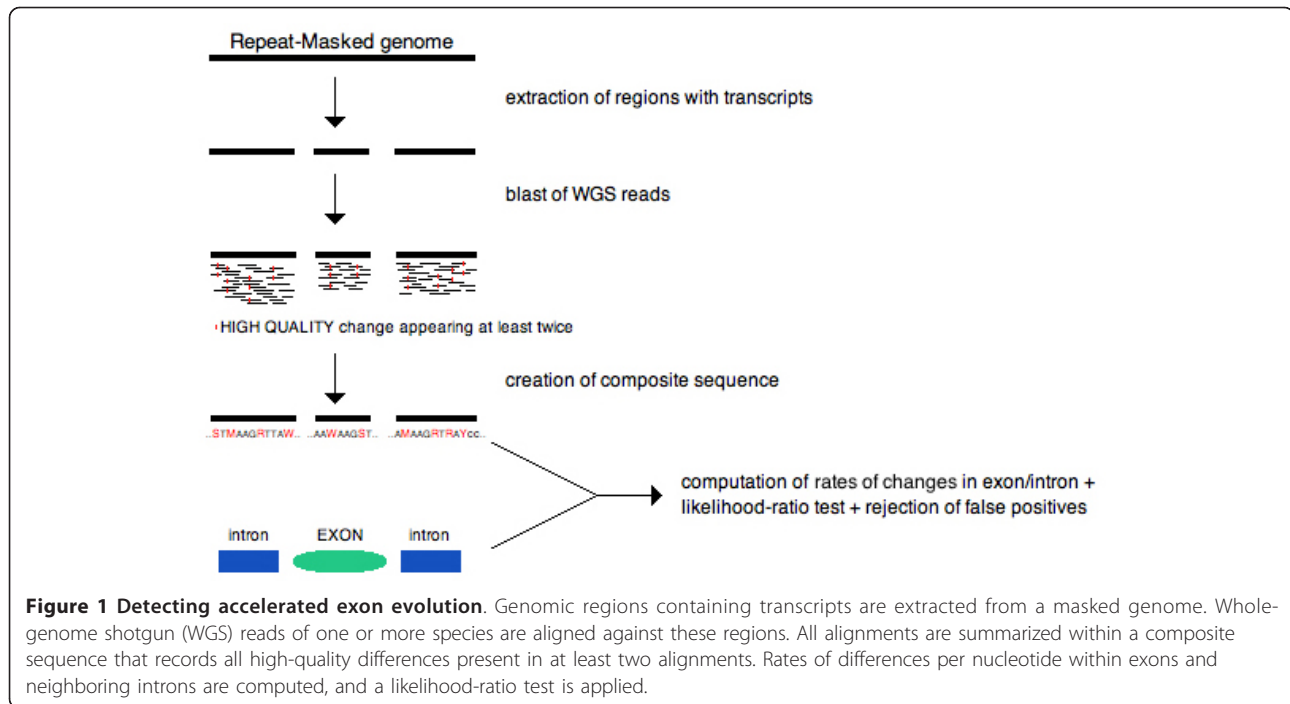 Repeat-Masked genome
extraction of regions with transcripts
blast of WGS reads
HIGH QUALITY change appearing at least twice
creation of composite sequence
..STMAAGRTTAW.. ..AAWAAGST.. ..AMAAGRTRAYCC..
computation of rates of changes in exon/intron +
likelihood-ratio test + rejection of false positives
intron EXON intron
Figure 1 Detecting accelerated exon evolution. Genomic regions containing transcripts are extracted from a masked genome. Whole-
genome shotgun (WGS) reads of one or more species are aligned against these regions. All alignments are summarized within a composite
sequence that records all high-quality differences present in at least two alignments. Rates of differences per nucleotide within exons and
neighboring introns are computed, and a likelihood-ratio test is applied.